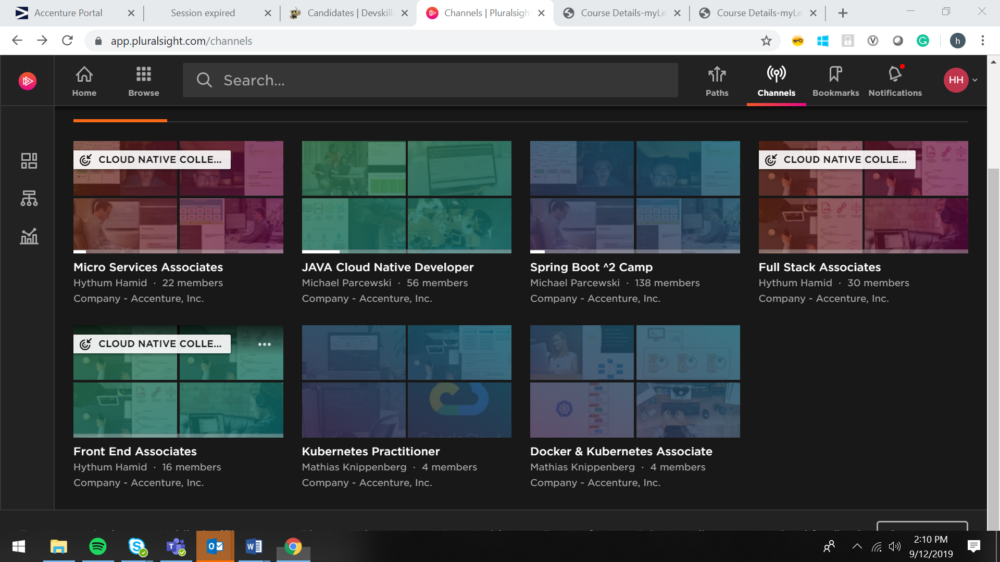 Accenture Portal
Session expired
Candidates | Devskille
Channels | Pluralsight
Course Details-myLe
Course Details-myLe
app.pluralsight.com/channels
h
Home
Browse
Search...
Paths
Channels
Bookmarks
Notifications
HH
CLOUD NATIVE COLLE...
CLOUD NATIVE COLLE...
Micro Services Associates
Hythum Hamid · 22 members
Company - Accenture, Inc.
JAVA Cloud Native Developer
Michael Parcewski · 56 members
Company - Accenture, Inc.
Spring Boot ^2 Camp
Michael Parcewski · 138 members
Company - Accenture, Inc.
Full Stack Associates
Hythum Hamid · 30 members
Company - Accenture, Inc.
CLOUD NATIVE COLLE...
Front End Associates
Hythum Hamid · 16 members
Company - Accenture, Inc.
Kubernetes Practitioner
Mathias Knippenberg · 4 members
Company - Accenture, Inc.
Docker & Kubernetes Associate
Mathias Knippenberg · 4 members
Company - Accenture, Inc.
2:10 PM
9/12/2019